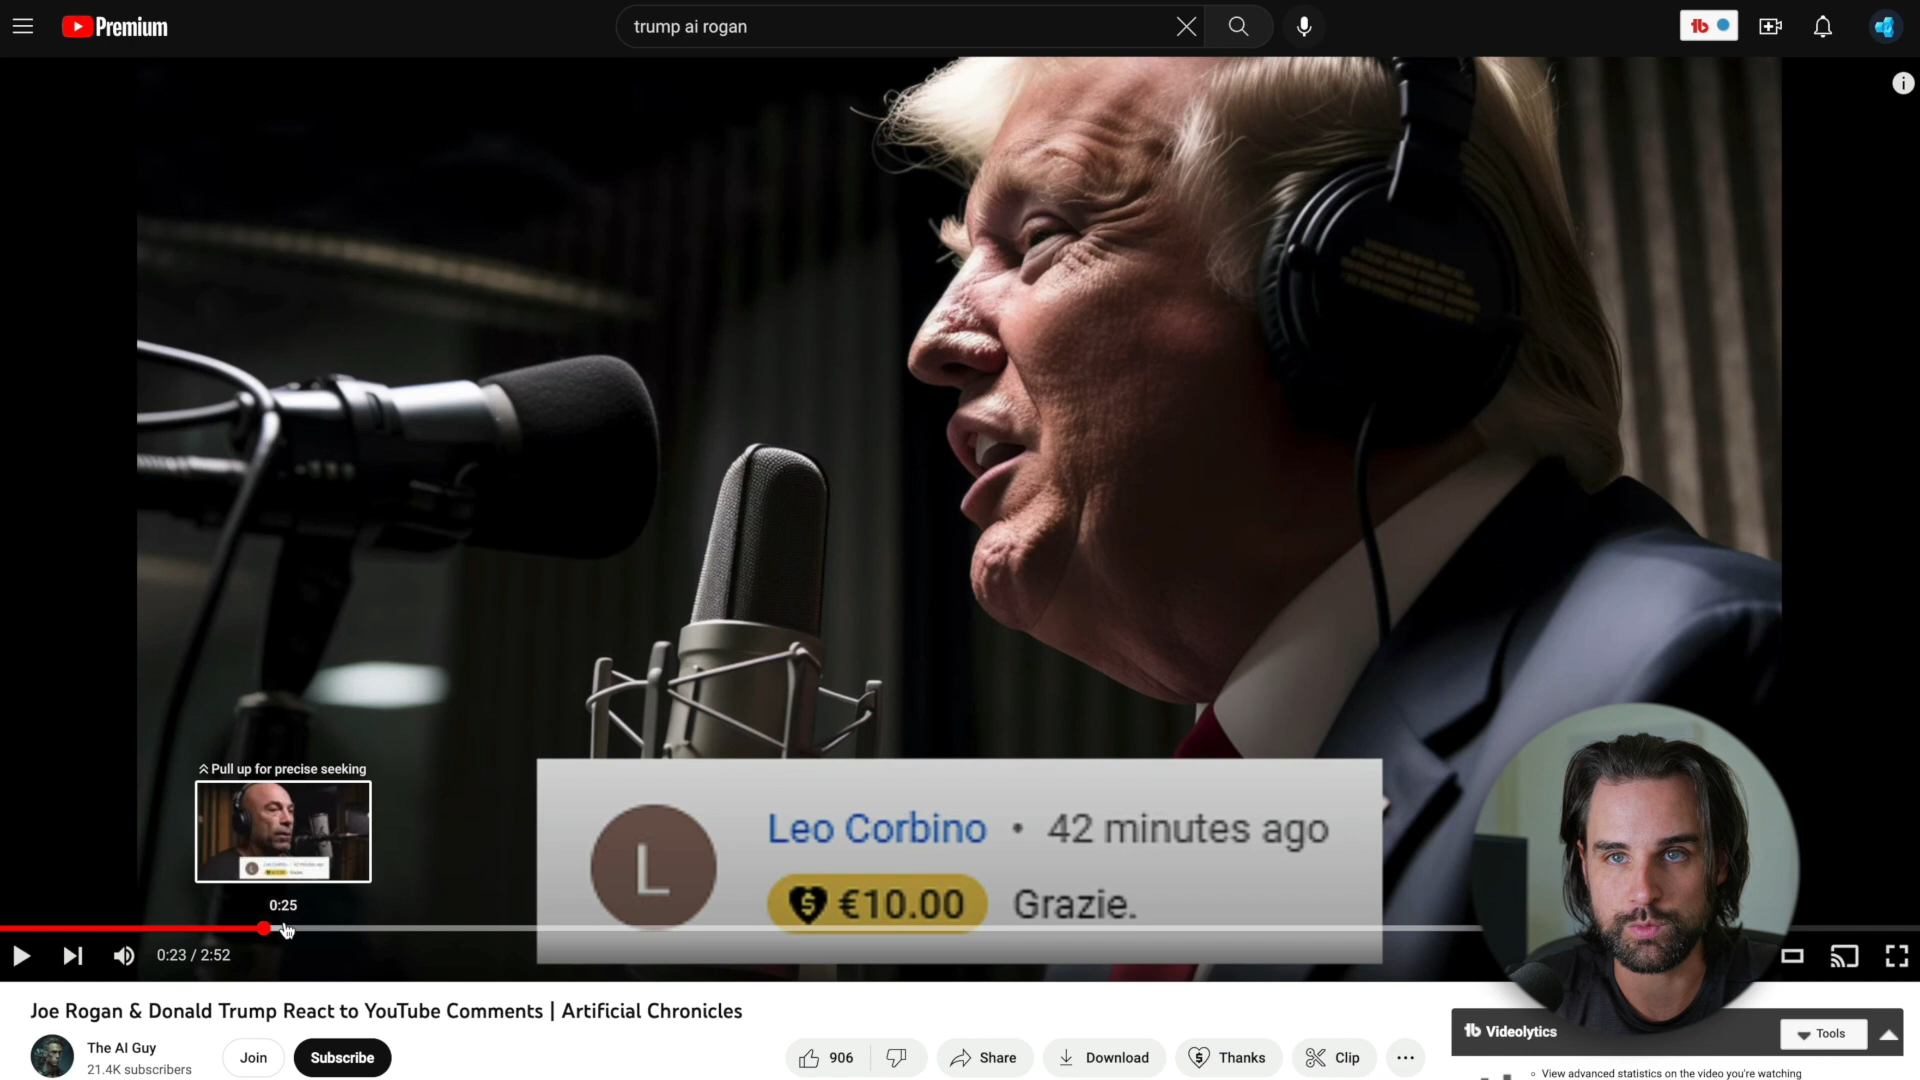 Premium
trump ai rogan
Pull up for precise seeking
0:25
Leo Corbino • 42 minutes ago
L
€10.00 Grazie.
0:23 / 2:52
Joe Rogan & Donald Trump React to YouTube Comments | Artificial Chronicles
The AI Guy
21.4K subscribers
Join
Subscribe
906
Share
Download
Thanks
Clip
Videolytics
Tools
View advanced statistics on the video you're watching